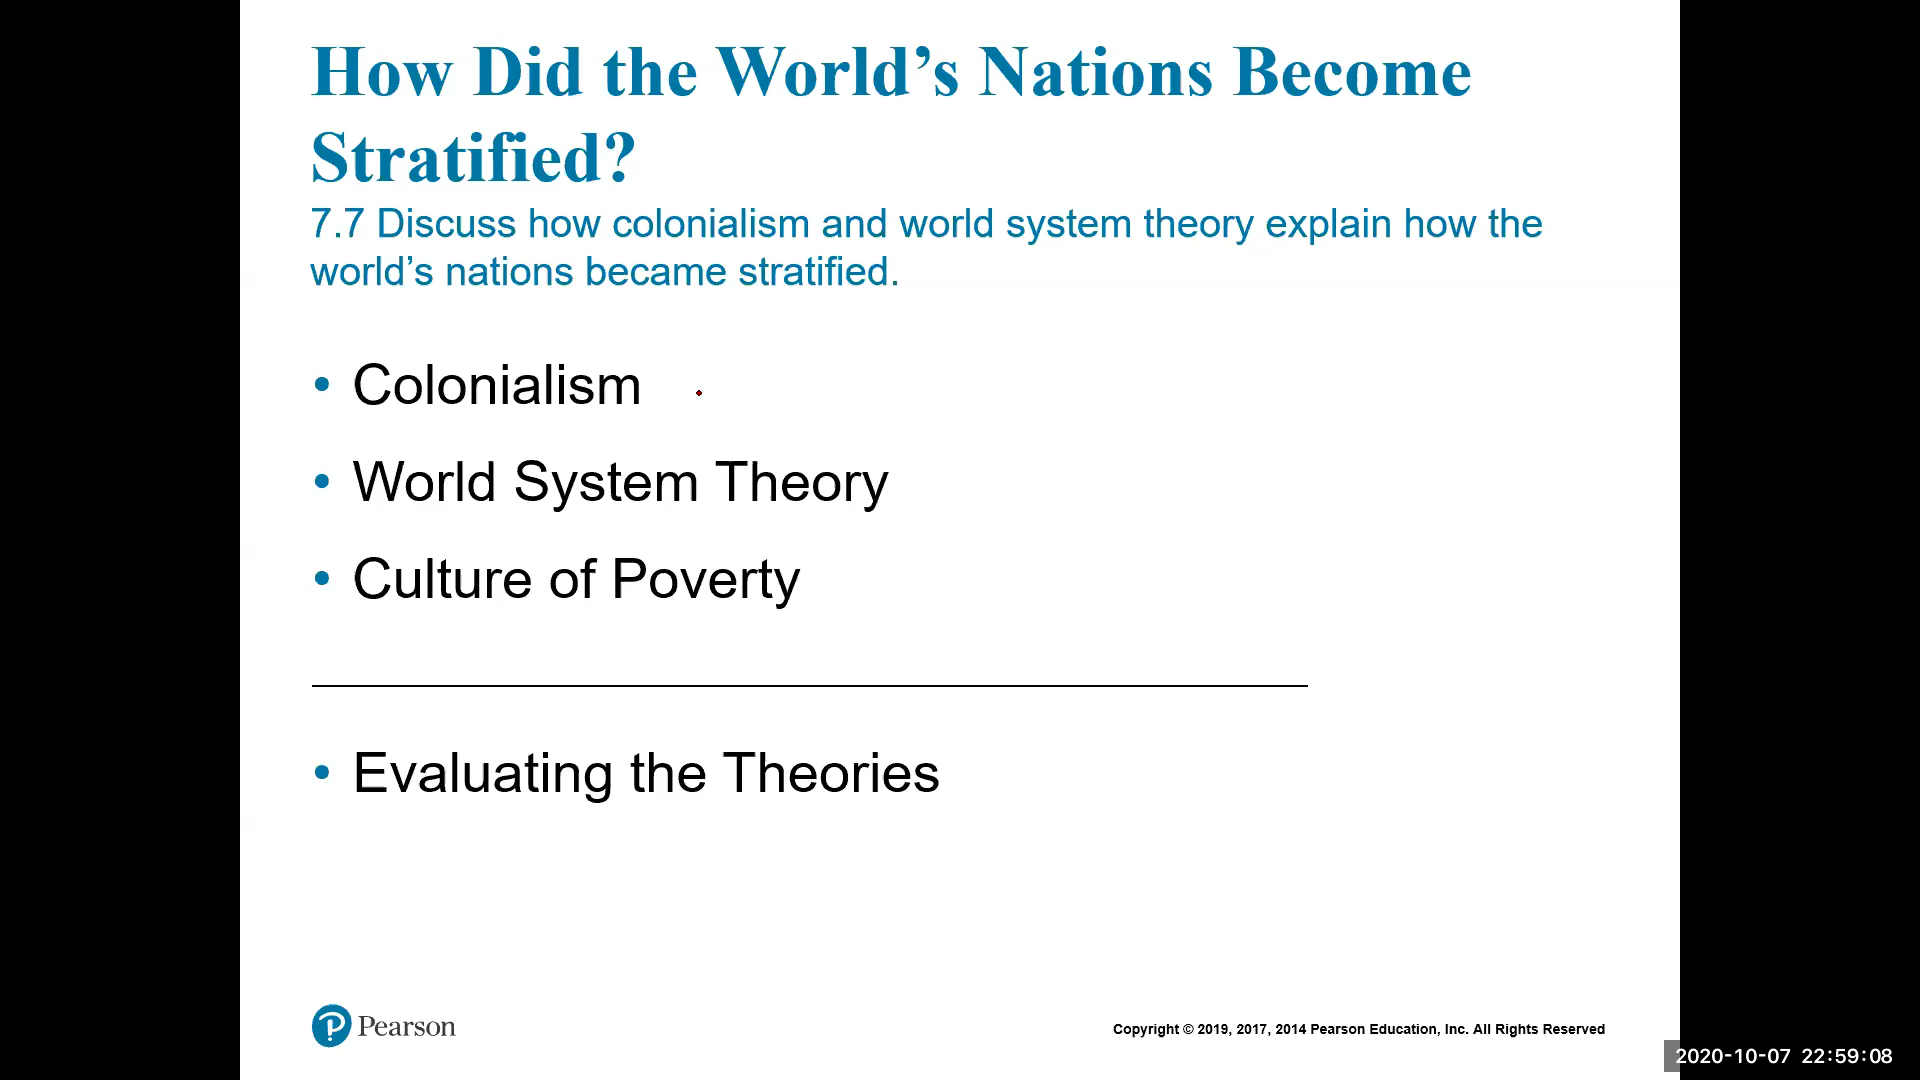 How Did the World’s Nations Become
Stratified?
7.7 Discuss how colonialism and world system theory explain how the
world’s nations became stratified.
• Colonialism
• World System Theory
• Culture of Poverty
• Evaluating the Theories
Pearson
Copyright © 2019, 2017, 2014 Pearson Education, Inc. All Rights Reserved
2020-10-07 22:59:08